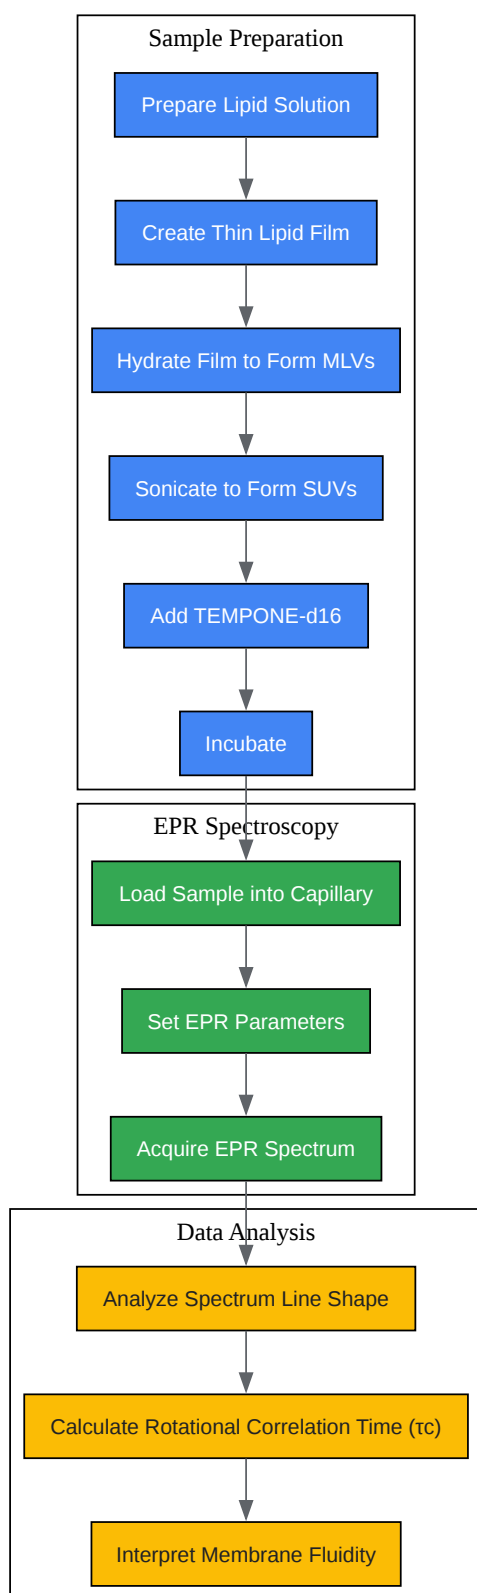 Sample Preparation
Prepare Lipid Solution
Create Thin Lipid Film
Hydrate Film to Form MLVs
Sonicate to Form SUVs
Add TEMPONE-d16
Incubate
EPR Spectroscopy
Load Sample into Capillary
Set EPR Parameters
Acquire EPR Spectrum
Data Analysis
Analyze Spectrum Line Shape
Calculate Rotational Correlation Time (τc)
Interpret Membrane Fluidity